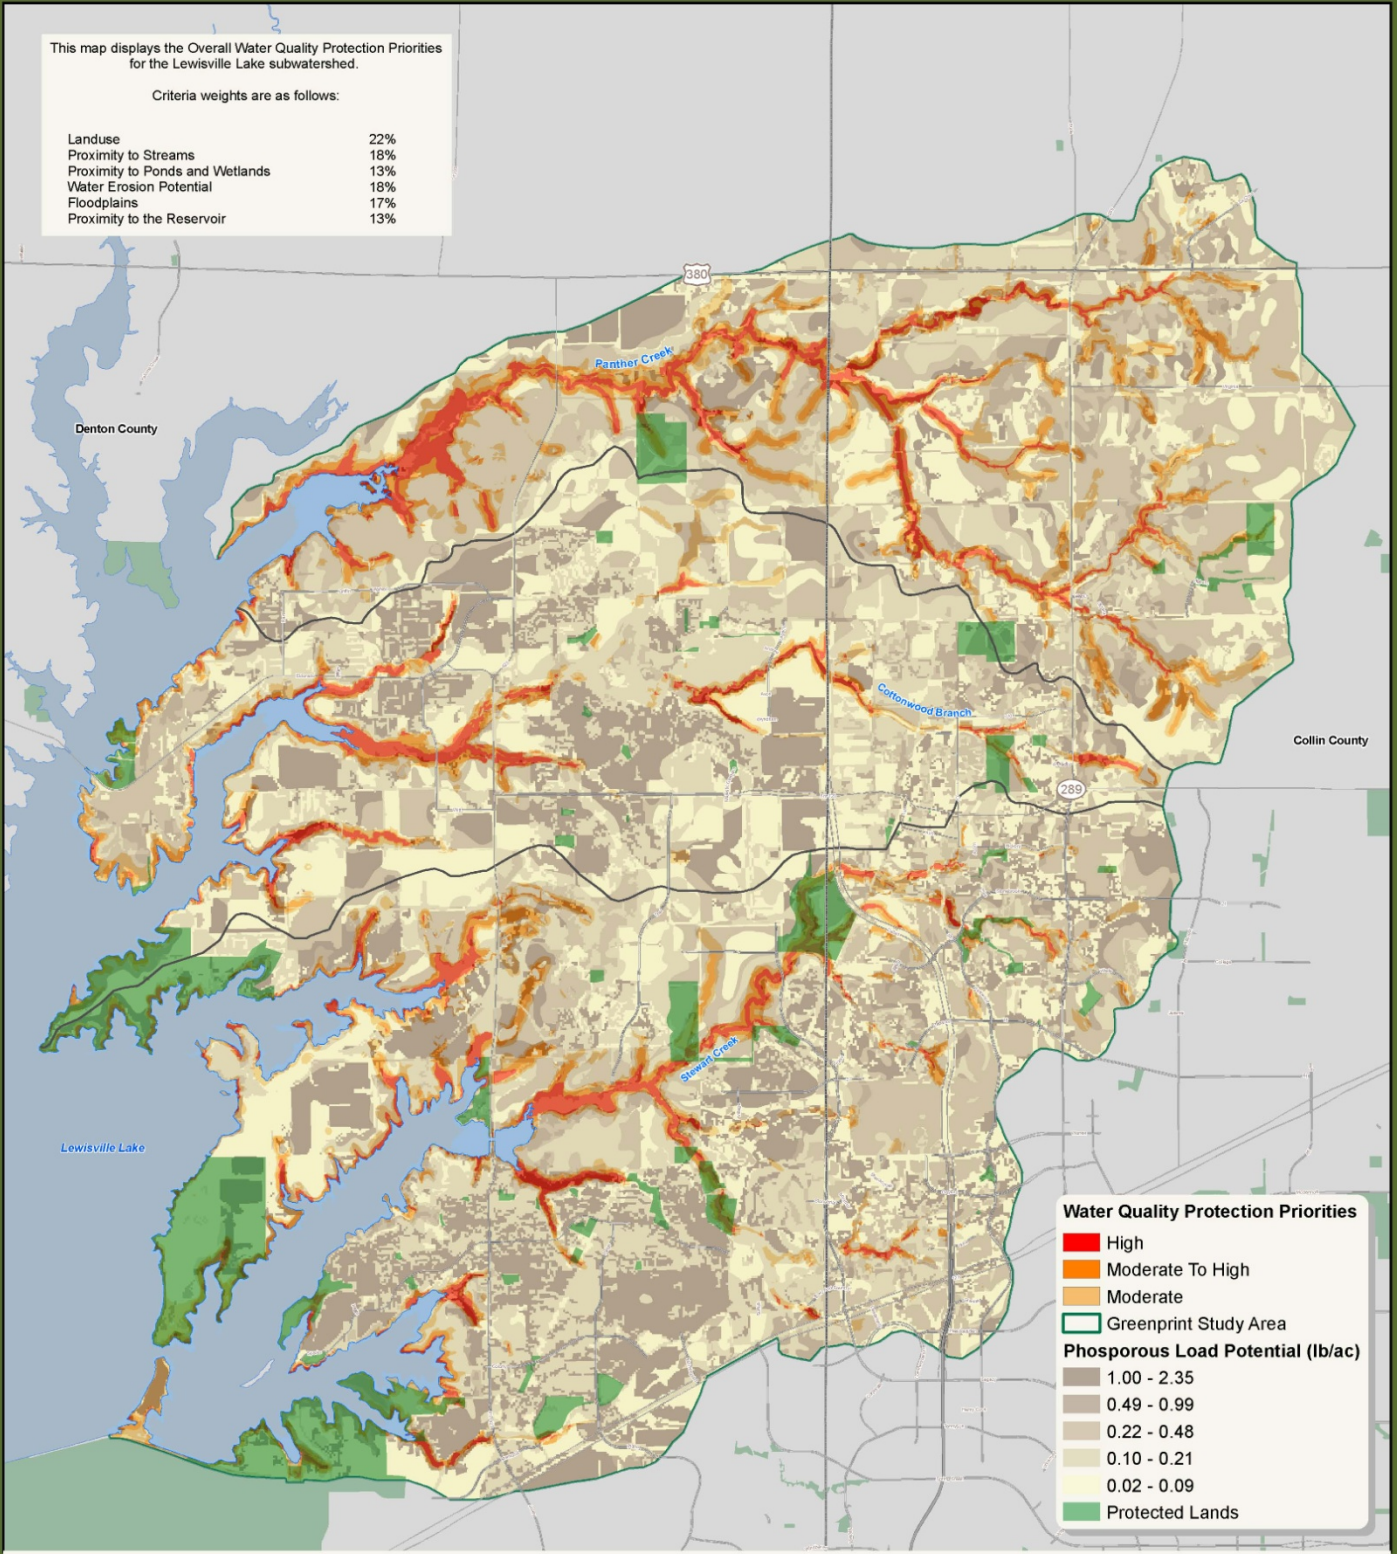 This map displays the Overall Water Quality Protection Priorities
for the Lewisville Lake subwatershed.
Criteria weights are as follows:
Landuse 22%
Proximity to Streams 18%
Proximity to Ponds and Wetlands 13%
Water Erosion Potential 18%
Floodplains 17%
Proximity to the Reservoir 13%
380
Panther Creek
Denton County
Cottonwood Branch
Collin County
289
Stewart Creek
Lewisville Lake
Water Quality Protection Priorities
High
Moderate To High
Moderate
Greenprint Study Area
Phosporous Load Potential (lb/ac)
1.00 - 2.35
0.49 - 0.99
0.22 - 0.48
0.10 - 0.21
0.02 - 0.09
Protected Lands